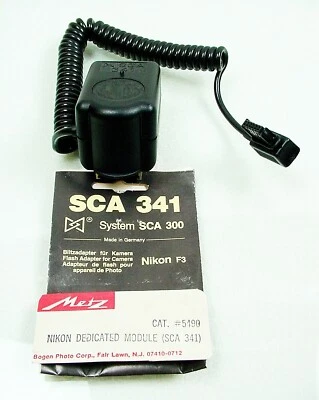 SCA 341
® System SCA 300
Made in Germany
Blitzadapter für Kamera
Flash Adapter for Camera
Adapteur de flash pour
appareil de Photo
Nikon F3
Metz
CAT. #5190
NIKON DEDICATED MODULE (SCA 341)
Bogen Photo Corp., Fair Lawn, N.J. 07410-0712